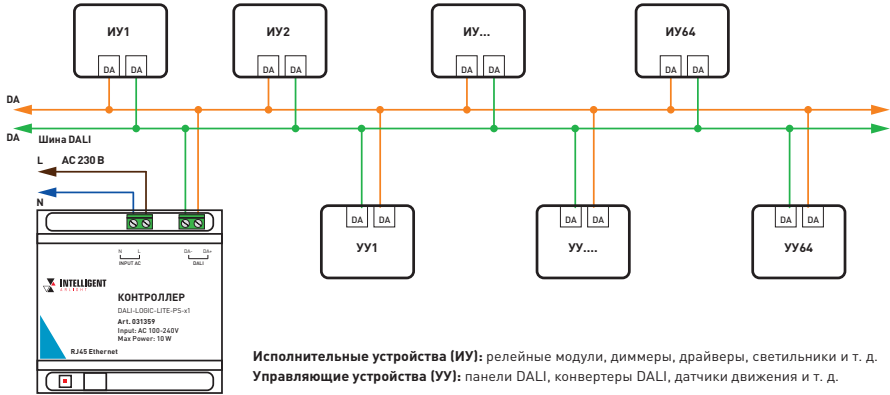 ИУ1
ИУ2
ИУ...
ИУ64
DA DA
DA DA
DA DA
DA DA
DA
DA
Шина DALI
L AC 230 В
N
DA DA
DA DA
DA DA
УУ1
УУ....
УУ64
N L
DA- DA+
INPUT AC
DALI
INTELLIGENT
ARLIGHT
КОНТРОЛЛЕР
DALI-LOGIC-LITE-PS-x1
Art. 031359
Input: AC 100-240V
Max Power: 10 W
RJ45 Ethernet
Исполнительные устройства (ИУ): релейные модули, диммеры, драйверы, светильники и т. д.
Управляющие устройства (УУ): панели DALI, конвертеры DALI, датчики движения и т. д.